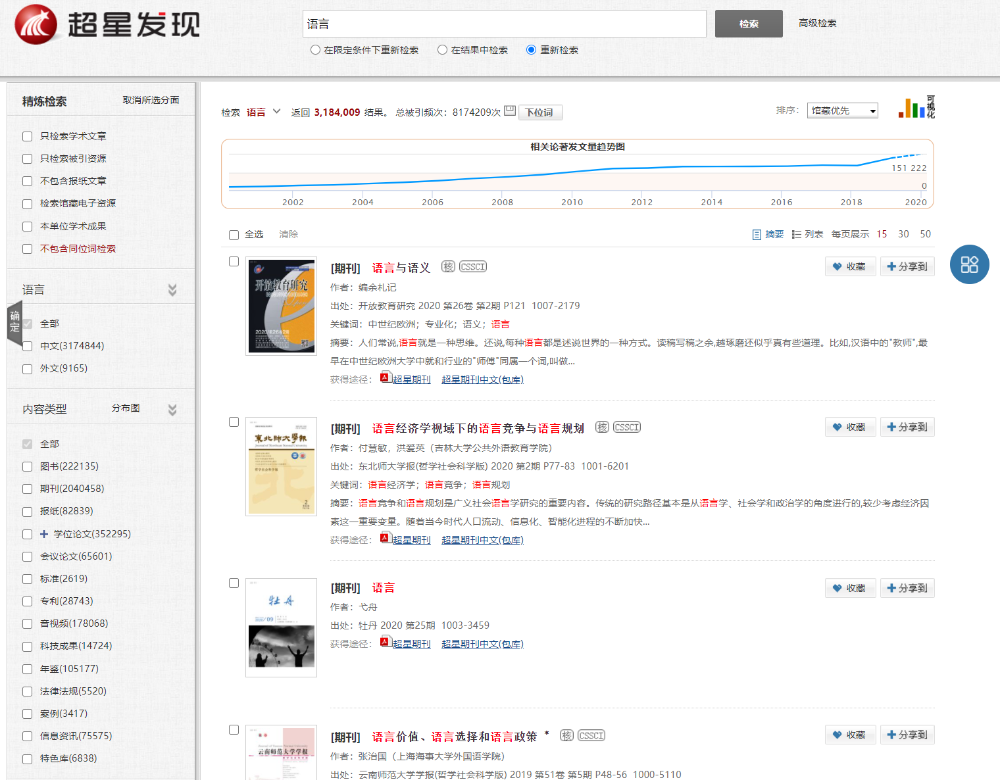 超星发现
语言
检索
高级检索
在限定条件下重新检索
在结果中检索
重新检索
精炼检索
取消所选分面
只检索学术文章
只检索被引资源
不包含报纸文章
检索馆藏电子资源
本单位学术成果
不包含同位词检索
语言
确定
全部
中文(3174844)
外文(9165)
内容类型
分布图
全部
图书(222135)
期刊(2040458)
报纸(82839)
学位论文(352295)
会议论文(65601)
标准(2619)
专利(28743)
音视频(178068)
科技成果(14724)
年鉴(105177)
法律法规(5520)
案例(3417)
信息资讯(75575)
特色库(6838)
检索 语言 返回 3,184,009 结果。 总被引频次：8174209次 下位词
排序： 馆藏优先
可视化
相关论著发文量趋势图
151 222
0
2002 2004 2006 2008 2010 2012 2014 2016 2018 2020
全选 清除
摘要 列表 每页展示 15 30 50
[期刊] 语言与语义 核 CSSCI
收藏 分享到
作者：编余札记
出处：开放教育研究 2020 第26卷 第2期 P121 1007-2179
关键词：中世纪欧洲；专业化；语义；语言
摘要：人们常说,语言就是一种思维。还说,每种语言都是述说世界的一种方式。读稿写稿之余,越琢磨还似乎真有些道理。比如,汉语中的"教师",最
早在中世纪欧洲大学中就和行业的"师傅"同属一个词,叫做...
获得途径： 超星期刊 超星期刊中文(包库)
开放教育研究
2020/第26卷2期
[期刊] 语言经济学视域下的语言竞争与语言规划 核 CSSCI
收藏 分享到
作者：付慧敏，洪爱英（吉林大学公共外语教育学院）
出处：东北师大学报(哲学社会科学版) 2020 第2期 P77-83 1001-6201
关键词：语言经济学；语言竞争；语言规划
摘要：语言竞争和语言规划是广义社会语言学研究的重要内容。传统的研究路径基本是从语言学、社会学和政治学的角度进行的,较少考虑经济因
素这一重要变量。随着当今时代人口流动、信息化、智能化进程的不断加快...
获得途径： 超星期刊 超星期刊中文(包库)
東北師大學報
Journal of Northeast Normal University
哲学社会科学版
北
2
[期刊] 语言
收藏 分享到
作者：弋舟
出处：牡丹 2020 第25期 1003-3459
获得途径： 超星期刊 超星期刊中文(包库)
牡丹
2020/09
[期刊] 语言价值、语言选择和语言政策 * 核 CSSCI
收藏 分享到
作者：张治国（上海海事大学外国语学院）
出处：云南师范大学学报(哲学社会科学版) 2019 第51卷 第5期 P48-56 1000-5110
云南师范大学学报